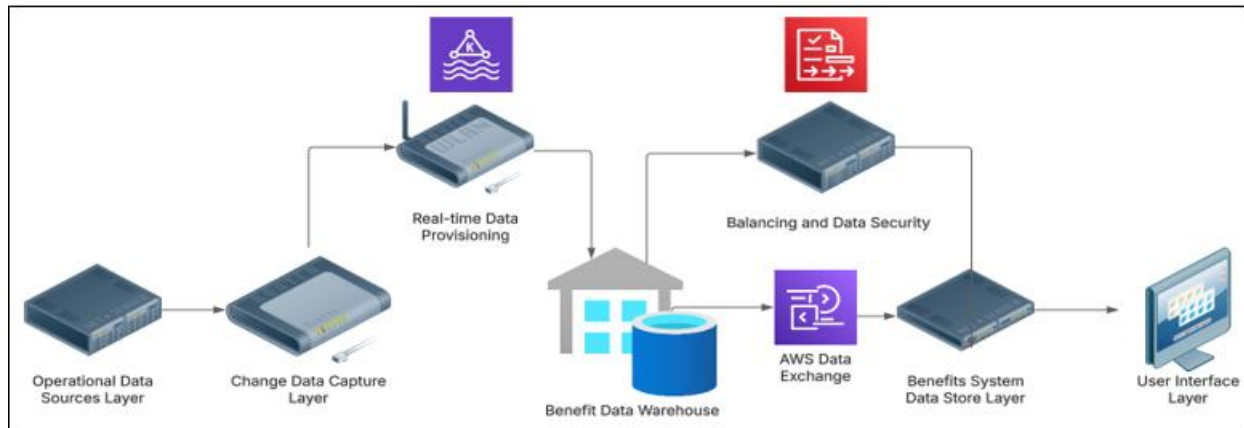 K
WLAN
Real-time Data
Provisioning
Balancing and Data Security
Operational Data
Sources Layer
Change Data Capture
Layer
Benefit Data Warehouse
AWS Data
Exchange
Benefits System
Data Store Layer
User Interface
Layer